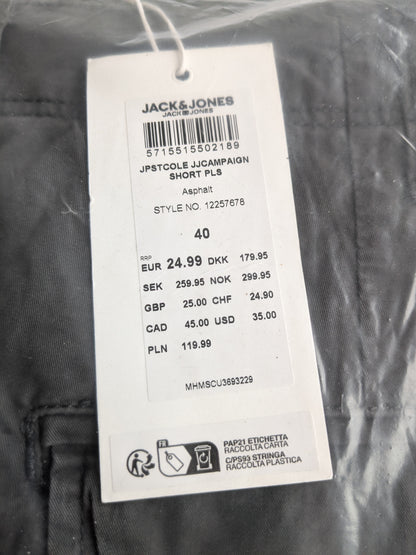 JACK&JONES
JACK&JONES
5715515502189
JPSTCOLE JJCAMPAIGN
SHORT PLS
Asphalt
STYLE NO. 12257678
40
RRP
EUR 24.99 DKK 179.95
SEK 259.95 NOK 299.95
GBP 25.00 CHF 24.90
CAD 45.00 USD 35.00
PLN 119.99
MHMSCU3693229
FR
PAP21 ETICHETTA
RACCOLTA CARTA
C/PS93 STRINGA
RACCOLTA PLASTICA